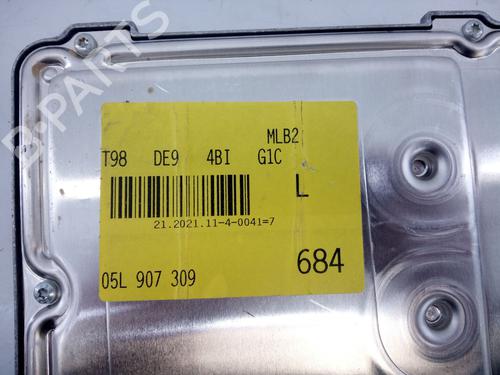 B-PARTS
MLB2
T98 DE9 4BI G1C
L
21.2021.11-4-0041=7
684
05L 907 309